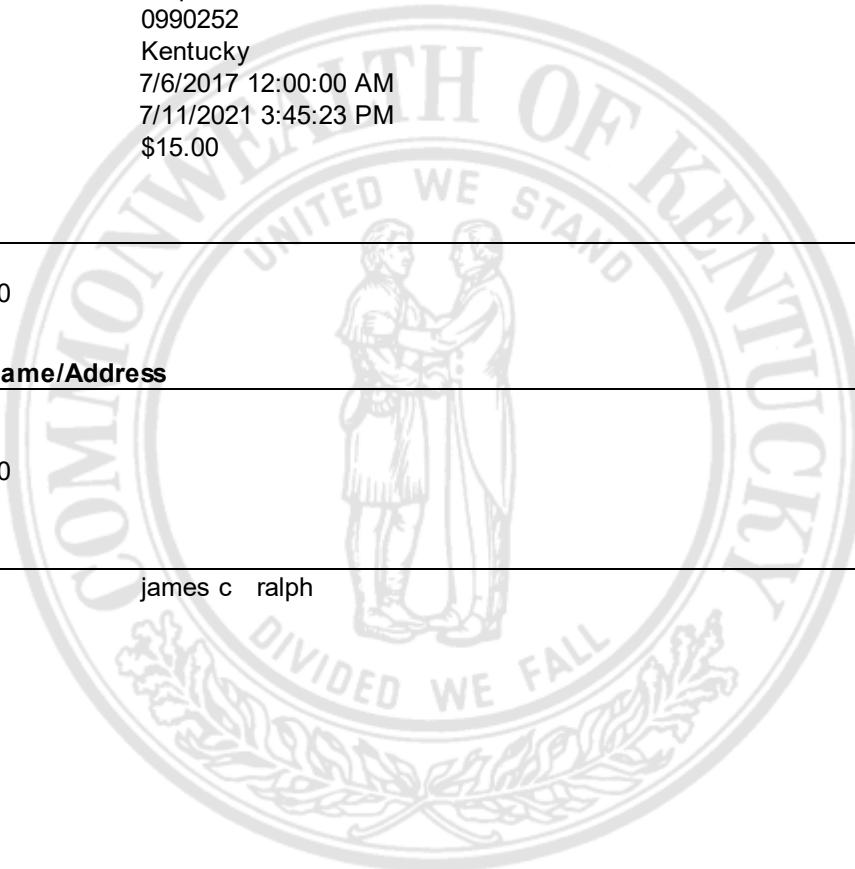 0990252
Kentucky
7/6/2017 12:00:00 AM
7/11/2021 3:45:23 PM
$15.00
COMMONWEALTH OF KENTUCKY
UNITED WE STAND
0
ame/Address
0
james c ralph
DIVIDED WE FALL